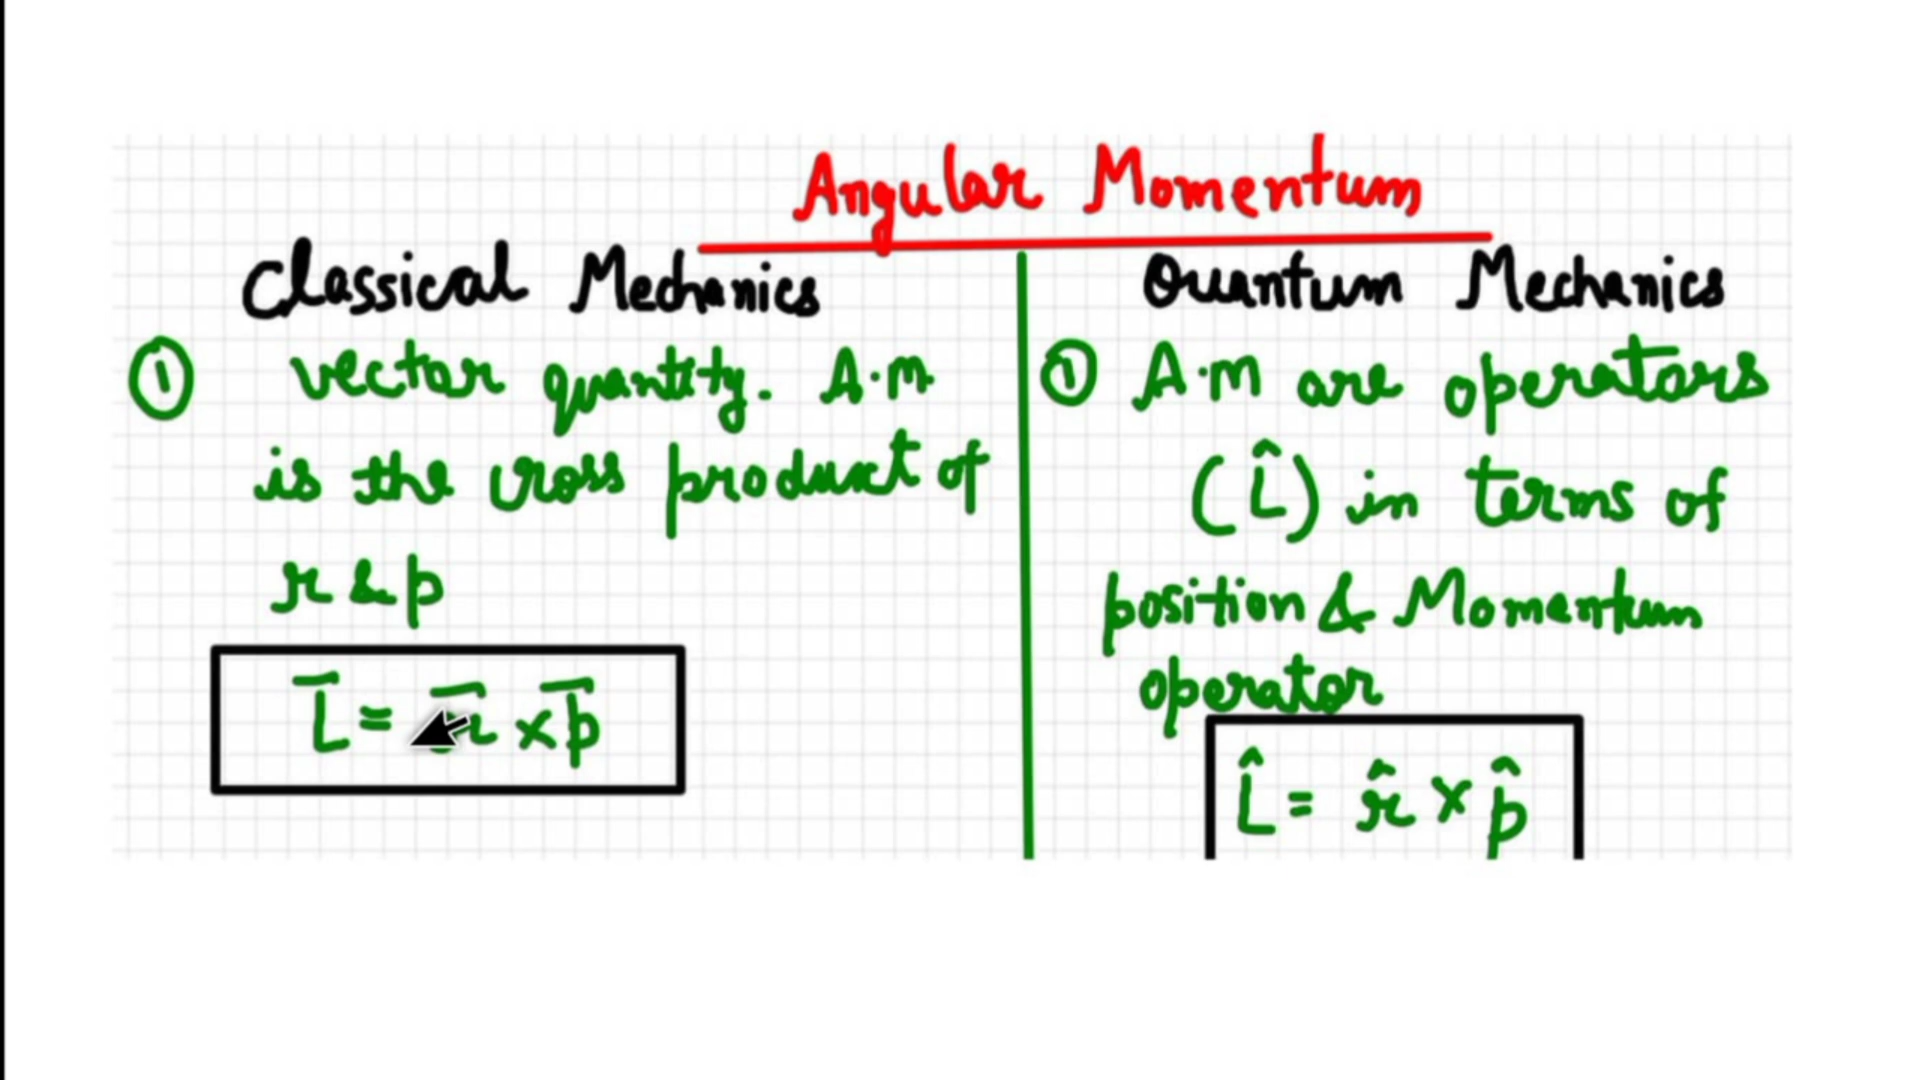 Angular Momentum
Classical Mechanics
① vector quantity. A.m.
is the cross product of
r & p
L̅ = r̅ × p̅
Quantum Mechanics
① A.m are operators
(L̂) in terms of
position & Momentum
operator
L̂ = r̂ × p̂